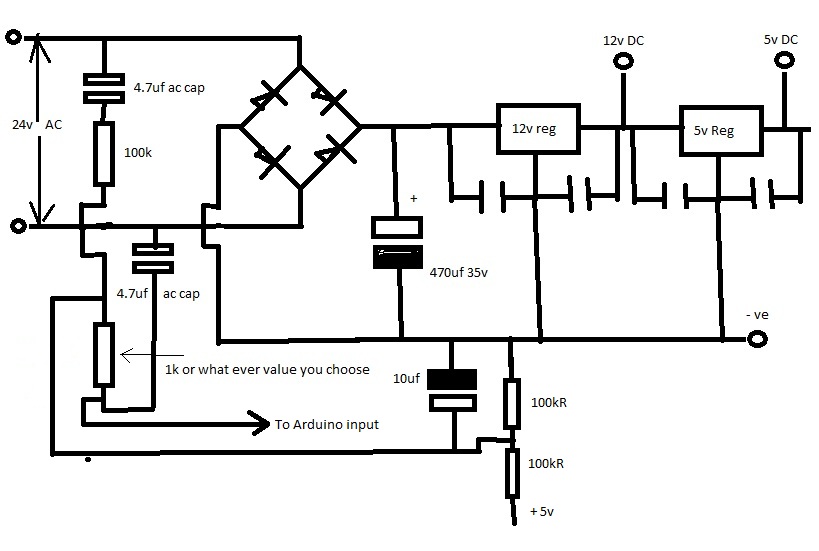 12v DC
5v DC
4.7uf ac cap
24v AC
12v reg
5v Reg
100k
+
470uf 35v
4.7uf ac cap
- ve
1k or what ever value you choose
10uf
100kR
To Arduino input
100kR
+ 5v